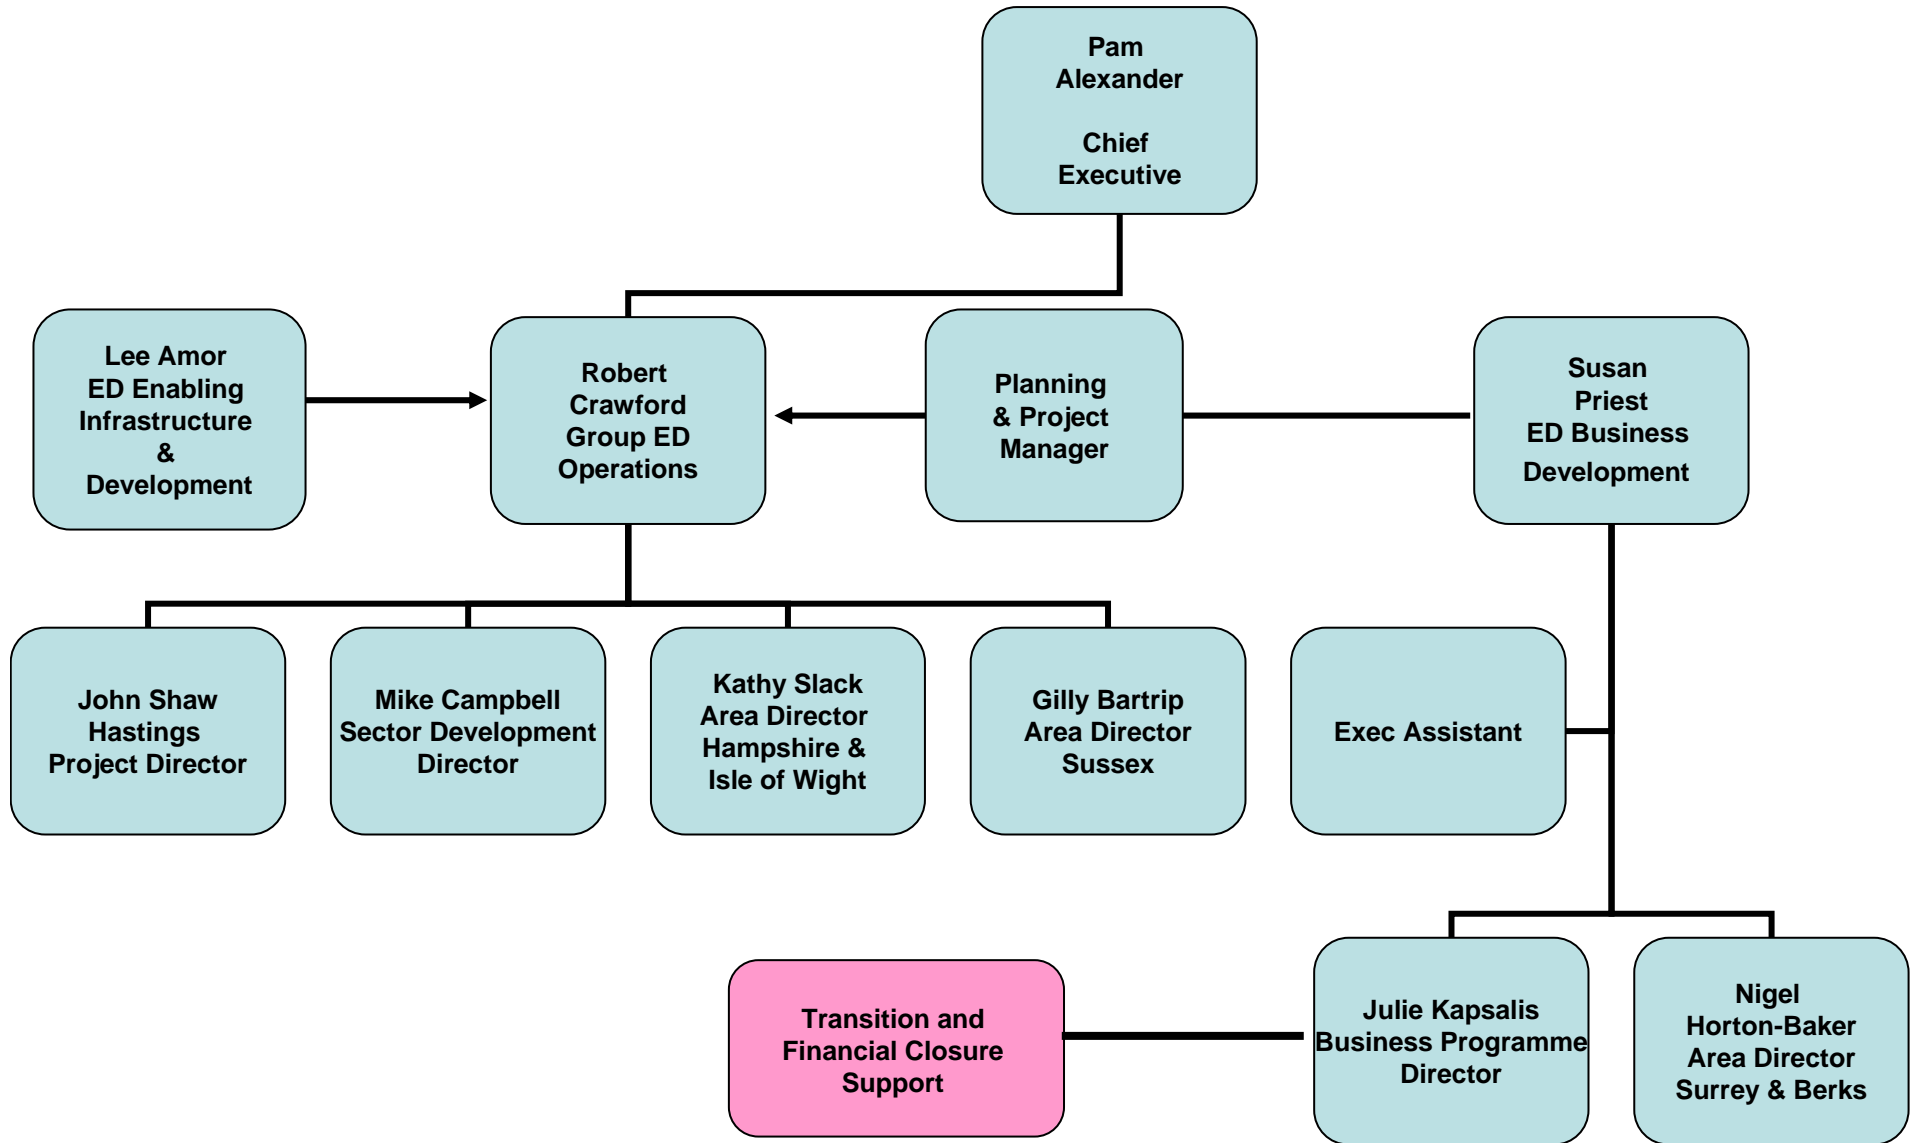 Pam
Alexander
Chief
Executive
Lee Amor
ED Enabling
Infrastructure
&
Development
Robert
Crawford
Group ED
Operations
Planning
& Project
Manager
Susan
Priest
ED Business
Development
John Shaw
Hastings
Project Director
Mike Campbell
Sector Development
Director
Kathy Slack
Area Director
Hampshire &
Isle of Wight
Gilly Bartrip
Area Director
Sussex
Exec Assistant
Transition and
Financial Closure
Support
Julie Kapsalis
Business Programme
Director
Nigel
Horton-Baker
Area Director
Surrey & Berks